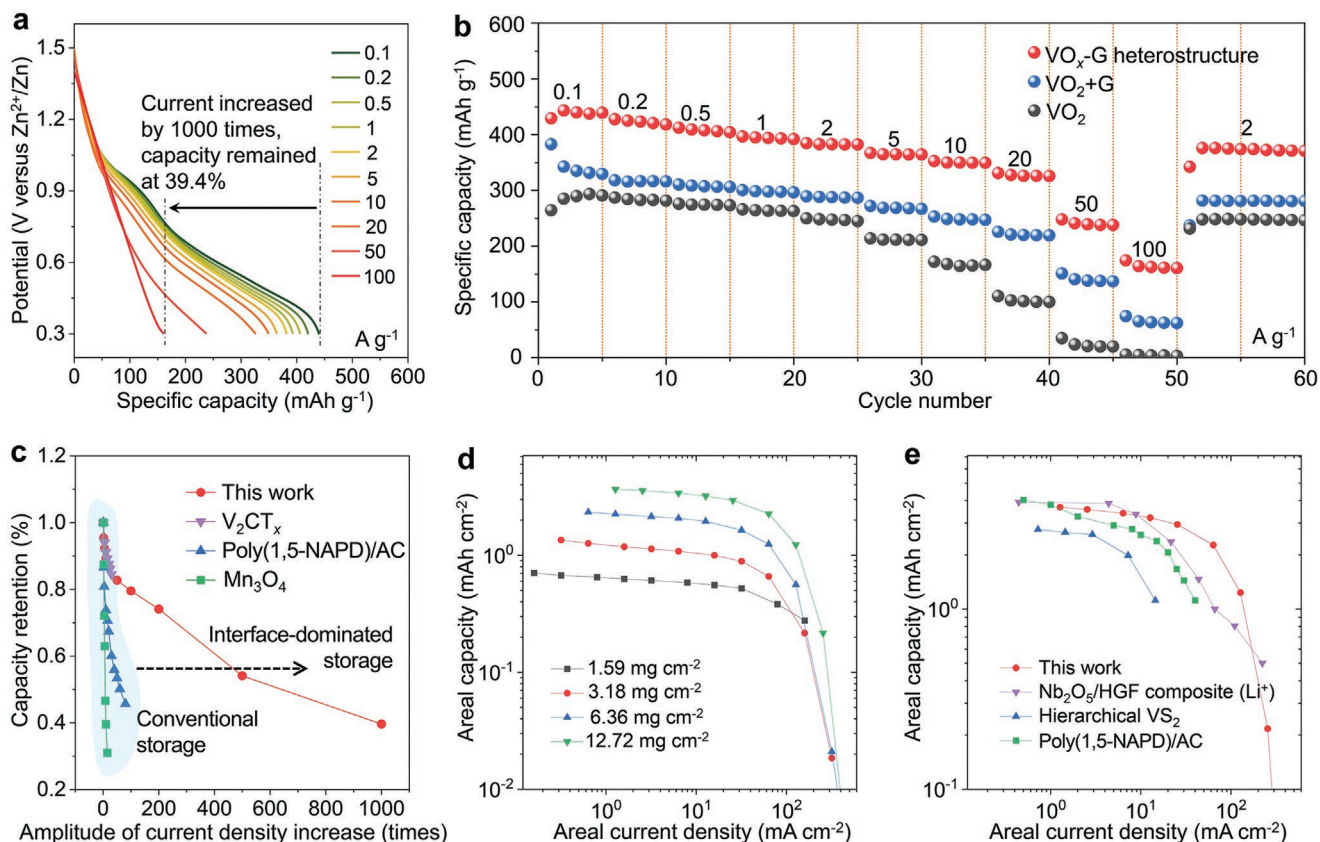 a
Potential (V versus Zn²⁺/Zn)
1.5
1.2
0.9
0.6
0.3
0 100 200 300 400 500 600
Specific capacity (mAh g⁻¹)
Current increased
by 1000 times,
capacity remained
at 39.4%
0.1
0.2
0.5
1
2
5
10
20
50
100
A g⁻¹
b
Specific capacity (mAh g⁻¹)
600
500
400
300
200
100
0
0 10 20 30 40 50 60
Cycle number
VOₓ-G heterostructure
VO₂+G
VO₂
0.1 0.2 0.5 1 2 5 10 20 50 100 2
A g⁻¹
c
Capacity retention (%)
1.2
1.0
0.8
0.6
0.4
0.2
0 200 400 600 800 1000
Amplitude of current density increase (times)
This work
V₂CTₓ
Poly(1,5-NAPD)/AC
Mn₃O₄
Interface-dominated
storage
Conventional
storage
d
Areal capacity (mAh cm⁻²)
10⁰
10⁻¹
10⁻²
10⁰ 10¹ 10²
Areal current density (mA cm⁻²)
1.59 mg cm⁻²
3.18 mg cm⁻²
6.36 mg cm⁻²
12.72 mg cm⁻²
e
Areal capacity (mAh cm⁻²)
10⁰
10⁻¹
10⁰ 10¹ 10²
Areal current density (mA cm⁻²)
This work
Nb₂O₅/HGF composite (Li⁺)
Hierarchical VS₂
Poly(1,5-NAPD)/AC